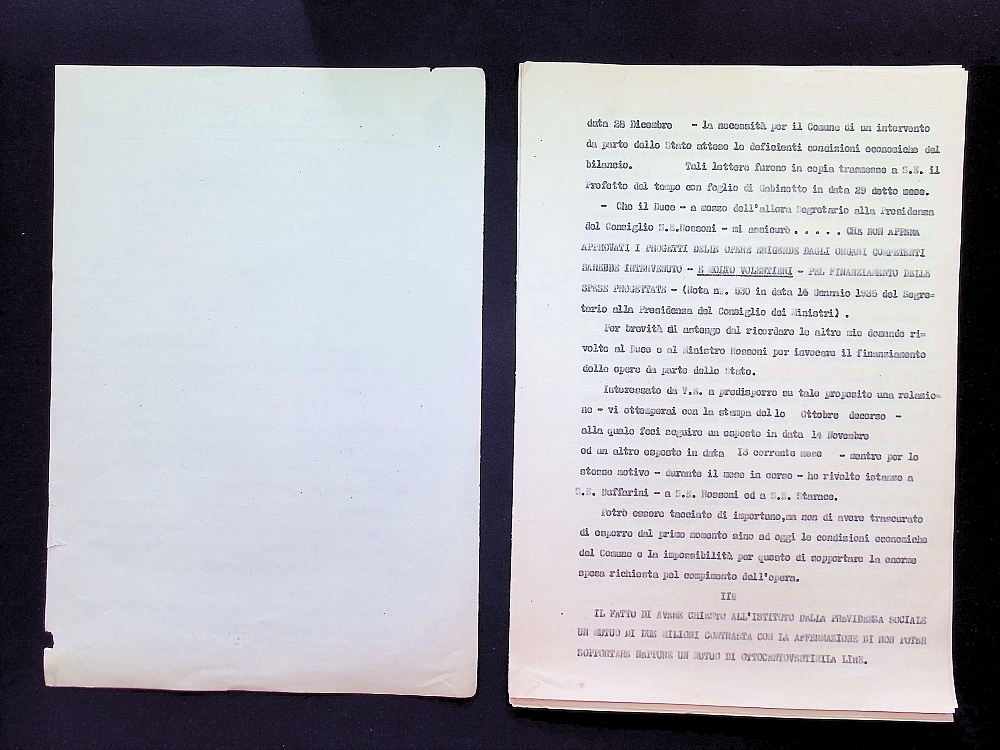 data 28 Dicembre - la necessità per il Comune di un intervento
da parte dello Stato attese le deficienti condizioni economiche del
bilancio. Tali lettere furono in copia trasmesse a S.E. il
Prefetto del tempo con foglio di Gabinetto in data 29 detto mese.
- Che il Duce - a mezzo dell'allora Segretario alla Presidenza
del Consiglio S.E.Rossoni - mi assicurò . . . . . CHE NON APPENA
APPROVATI I PROGETTI DELLE OPERE ERIGENDE DAGLI ORGANI COMPETENTI
SAREBBE INTERVENUTO - E MOLTO VOLENTIERI - PEL FINANZIAMENTO DELLE
SPESE PROGETTATE - (Nota n. 530 in data 14 Gennaio 1935 del Segre=
tario alla Presidenza del Consiglio dei Ministri) .
Per brevità di astengo dal ricordare le altre mie domande ri=
volte al Duce e al Ministro Rossoni per invocare il finanziamento
delle opere da parte dello Stato.
Interessato da V.E. a predisporre su tale proposito una relazio=
ne - vi ottemperai con la stampa del 1o Ottobre decorso -
alla quale feci seguire un esposto in data 14 Novembre
ed un altro esposto in data 13 corrente mese - mentre per lo
stesso motivo - durante il mese in corso - ho rivolto istanze a
S.E. Buffarini - a S.E. Rossoni ed a S.E. Starace.
Potrò essere tacciato di importuno,ma non di avere trascurato
di esporre dal primo momento sino ad oggi le condizioni economiche
del Comune e la impossibilità per questo di sopportare la enorme
spesa richiesta pel compimento dell'opera.
II°
IL FATTO DI AVERE CHIESTO ALL'ISTITUTO DELLA PREVIDENZA SOCIALE
UN MUTUO DI DUE MILIONI CONTRASTA CON LA AFFERMAZIONE DI NON POTER
SOPPORTARE NEPPURE UN MUTUO DI OTTOCENTOVENTIMILA LIRE.